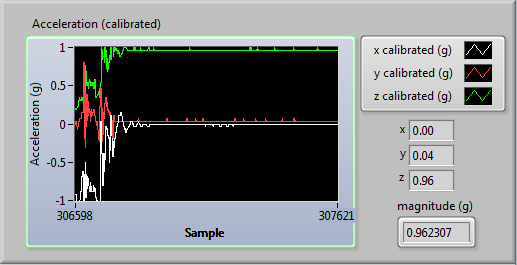 Acceleration (calibrated)
Acceleration (g)
1
0.5
0
-0.5
-1
306598
307621
Sample
x calibrated (g)
y calibrated (g)
z calibrated (g)
x 0.00
y 0.04
z 0.96
magnitude (g)
0.962307